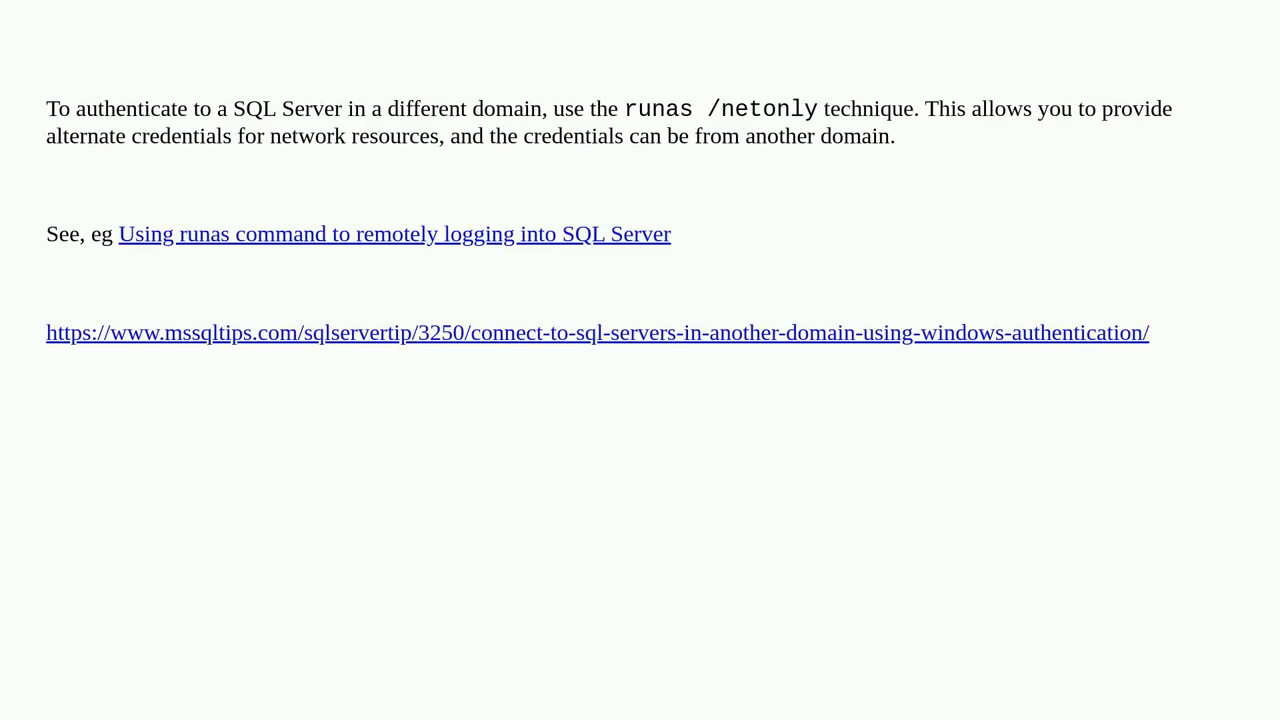 To authenticate to a SQL Server in a different domain, use the runas /netonly technique. This allows you to provide
alternate credentials for network resources, and the credentials can be from another domain.
See, eg Using runas command to remotely logging into SQL Server
https://www.mssqltips.com/sqlservertip/3250/connect-to-sql-servers-in-another-domain-using-windows-authentication/